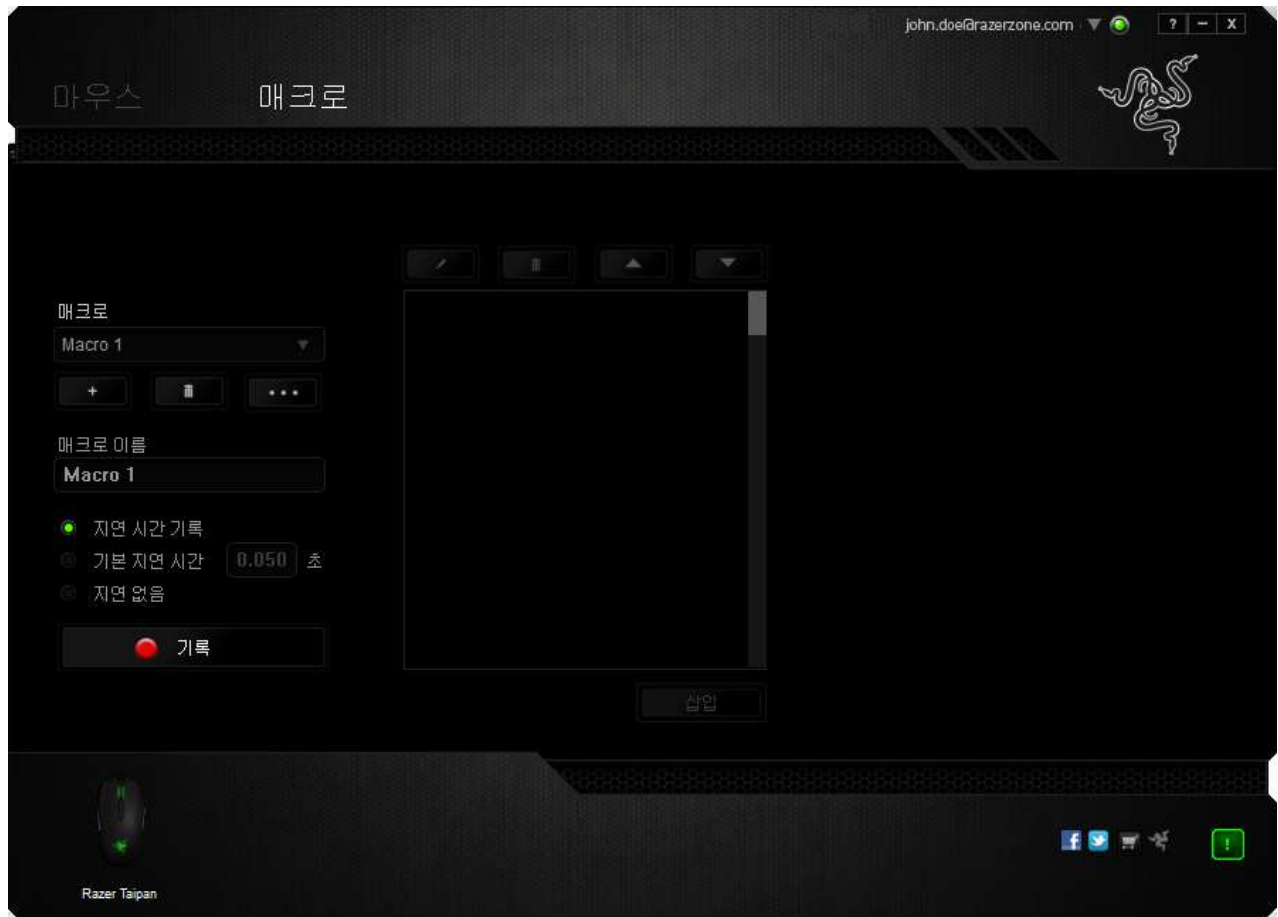 john.doe@razerzone.com
? - X
마우스 매크로
매크로
Macro 1
매크로 이름
Macro 1
지연 시간 기록
기본 지연 시간 0.050 초
지연 없음
기록
삽입
Razer Taipan